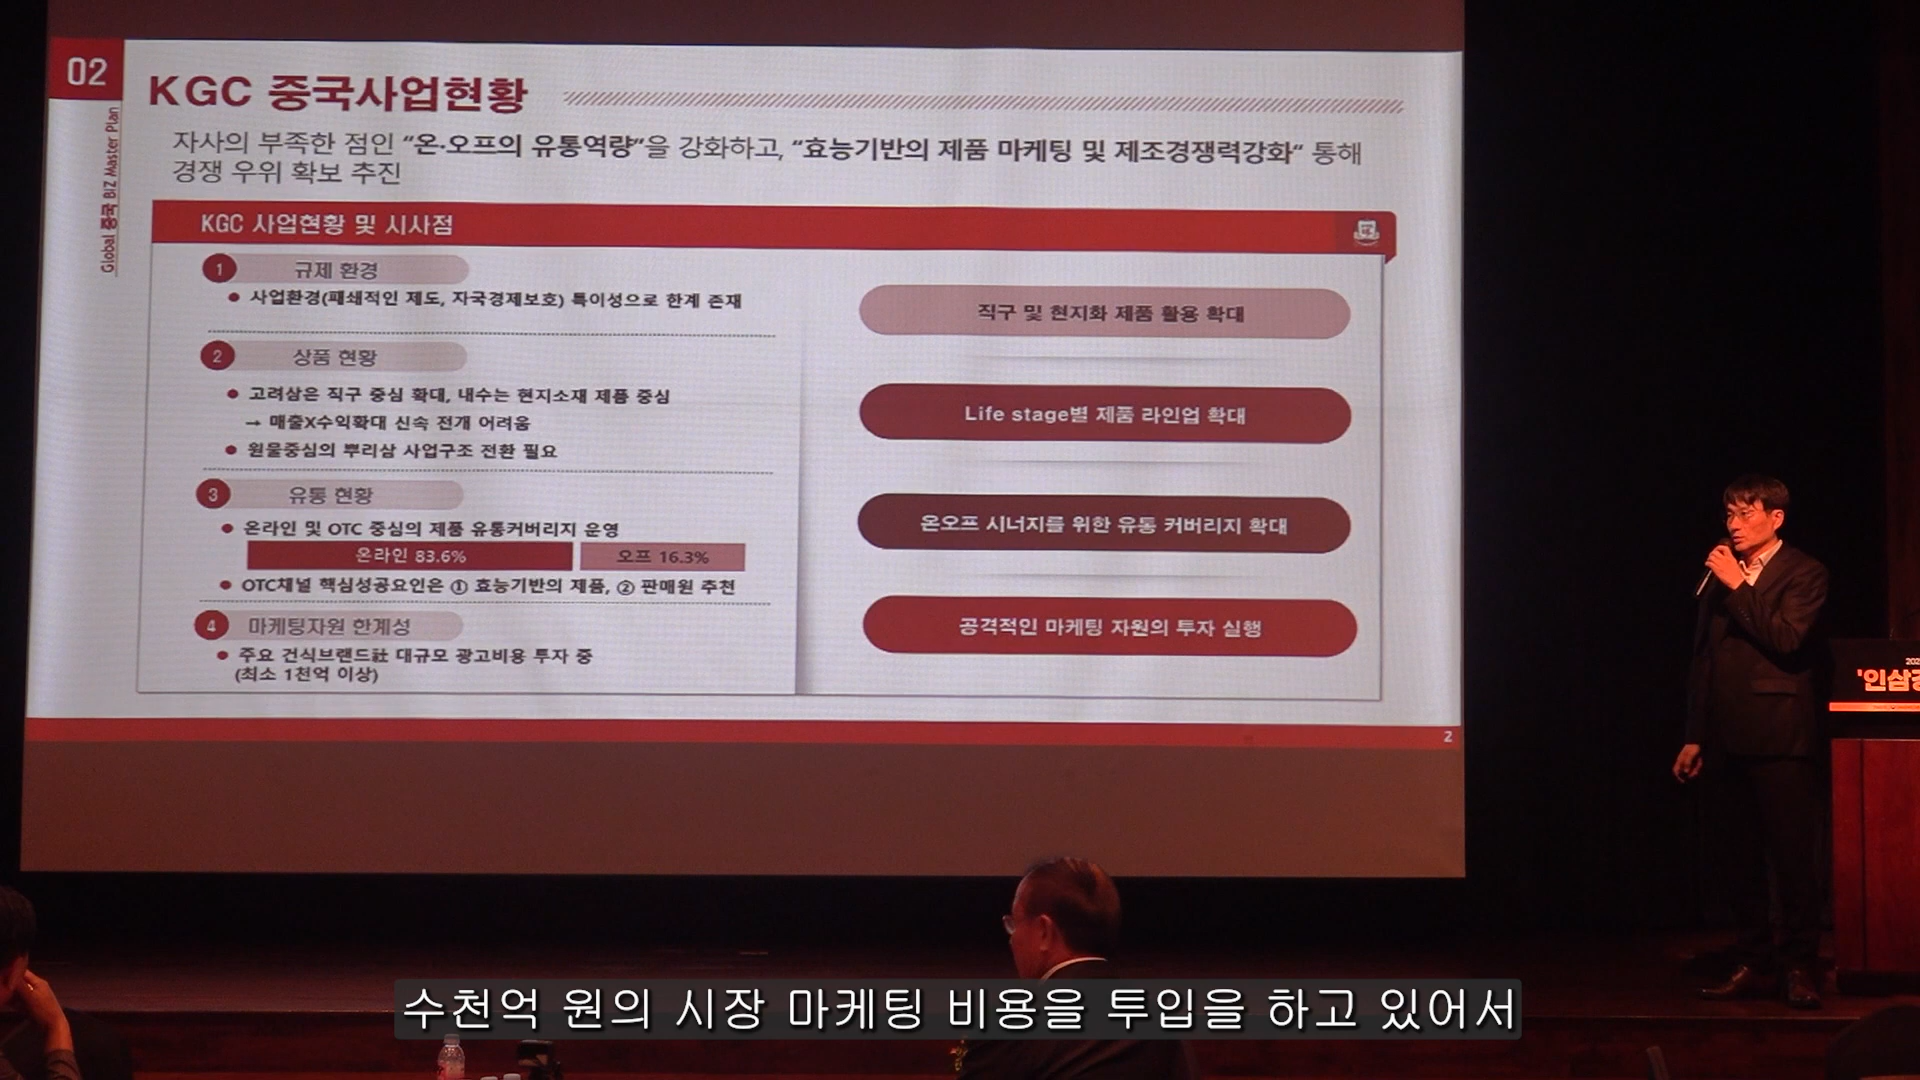 02
Global 중국 BIZ Master Plan
KGC 중국사업현황
자사의 부족한 점인 “온·오프의 유통역량“을 강화하고, “효능기반의 제품 마케팅 및 제조경쟁력강화“ 통해
경쟁 우위 확보 추진
KGC 사업현황 및 시사점
1 규제 환경
● 사업환경(폐쇄적인 제도, 자국경제보호) 특이성으로 한계 존재
2 상품 현황
● 고려삼은 직구 중심 확대, 내수는 현지소재 제품 중심
→ 매출X수익확대 신속 전개 어려움
● 원물중심의 뿌리삼 사업구조 전환 필요
3 유통 현황
● 온라인 및 OTC 중심의 제품 유통커버리지 운영
온라인 83.6% 오프 16.3%
● OTC채널 핵심성공요인은 ① 효능기반의 제품, ② 판매원 추천
4 마케팅자원 한계성
● 주요 건식브랜드社 대규모 광고비용 투자 중
(최소 1천억 이상)
직구 및 현지화 제품 활용 확대
Life stage별 제품 라인업 확대
온오프 시너지를 위한 유통 커버리지 확대
공격적인 마케팅 자원의 투자 실행
2
'인삼
수천억 원의 시장 마케팅 비용을 투입을 하고 있어서